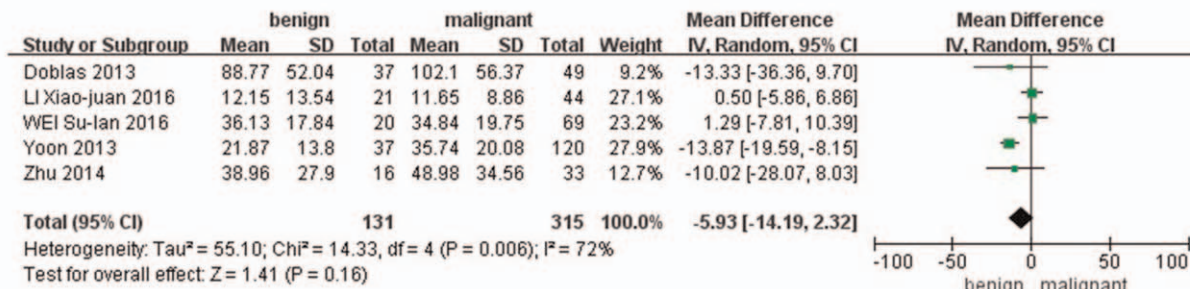 benign malignant Mean Difference Mean Difference
Study or Subgroup Mean SD Total Mean SD Total Weight IV, Random, 95% CI IV, Random, 95% CI
Doblas 2013 88.77 52.04 37 102.1 56.37 49 9.2% -13.33 [-36.36, 9.70]
LI Xiao-juan 2016 12.15 13.54 21 11.65 8.86 44 27.1% 0.50 [-5.86, 6.86]
WEI Su-lan 2016 36.13 17.84 20 34.84 19.75 69 23.2% 1.29 [-7.81, 10.39]
Yoon 2013 21.87 13.8 37 35.74 20.08 120 27.9% -13.87 [-19.59, -8.15]
Zhu 2014 38.96 27.9 16 48.98 34.56 33 12.7% -10.02 [-28.07, 8.03]
Total (95% CI) 131 315 100.0% -5.93 [-14.19, 2.32]
Heterogeneity: Tau² = 55.10; Chi² = 14.33, df = 4 (P = 0.006); I² = 72%
Test for overall effect: Z = 1.41 (P = 0.16)
-100 -50 0 50 100
benign malignant